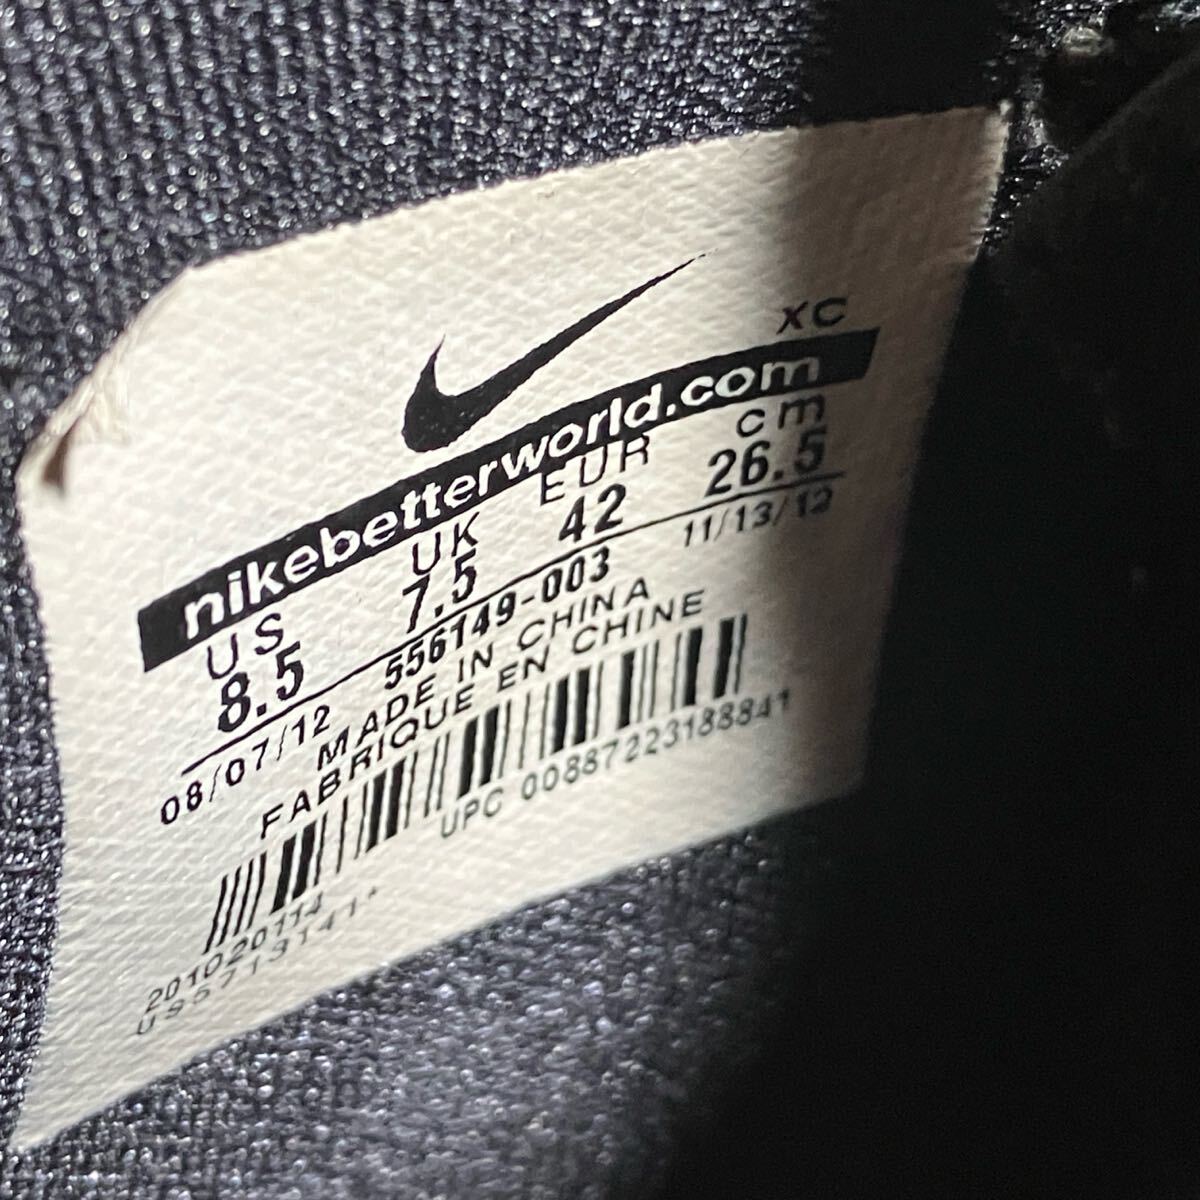 XC
nikebetterworld.com
US UK EUR cm
8.5 7.5 42 26.5
08/07/12 556149-003 11/13/12
MADE IN CHINA
FABRIQUE EN CHINE
UPC 00887223188841
201020114
US5713141*